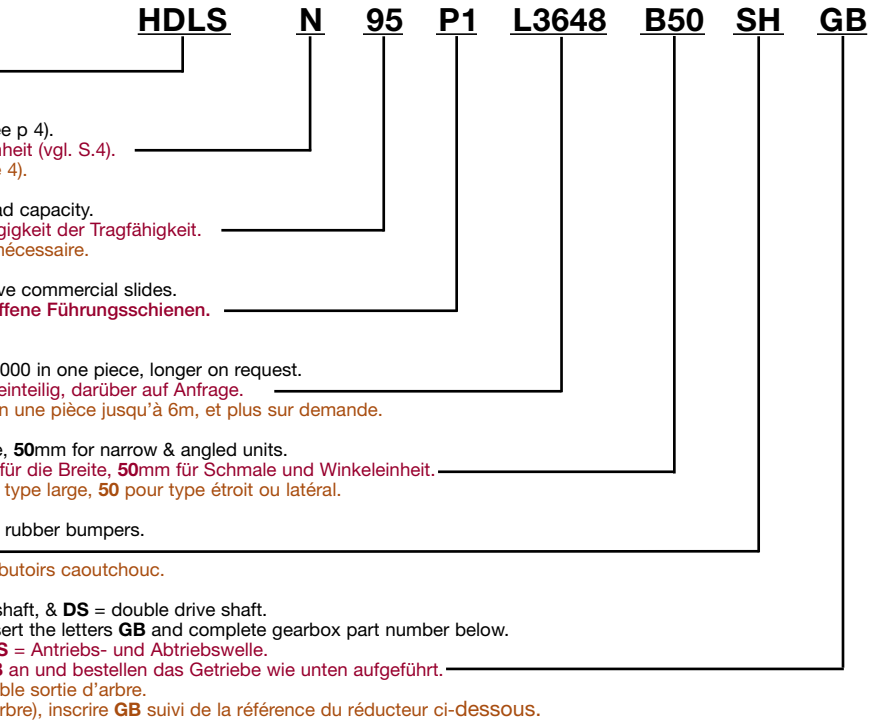 HDLS N 95 P1 L3648 B50 SH GB
e p 4).
heit (vgl. S.4).
4).
ad capacity.
gigkeit der Tragfähigkeit.
nécessaire.
ve commercial slides.
ffene Führungsschienen.
000 in one piece, longer on request.
einteilig, darüber auf Anfrage.
n une pièce jusqu'à 6m, et plus sur demande.
e, 50mm for narrow & angled units.
für die Breite, 50mm für Schmale und Winkeleinheit.
type large, 50 pour type étroit ou latéral.
rubber bumpers.
butoirs caoutchouc.
shaft, & DS = double drive shaft.
sert the letters GB and complete gearbox part number below.
S = Antriebs- und Abtriebswelle.
B an und bestellen das Getriebe wie unten aufgeführt.
ble sortie d'arbre.
rbre), inscrire GB suivi de la référence du réducteur ci-dessous.